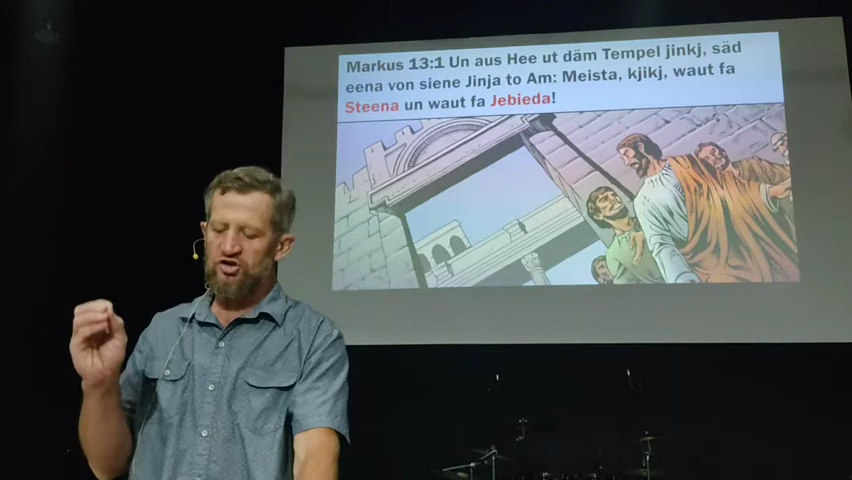 Markus 13:1 Un aus Hee ut däm Tempel jinkj, säd
eena von siene Jinja to Am: Meista, kjikj, waut fa
Steena un waut fa Jebieda!